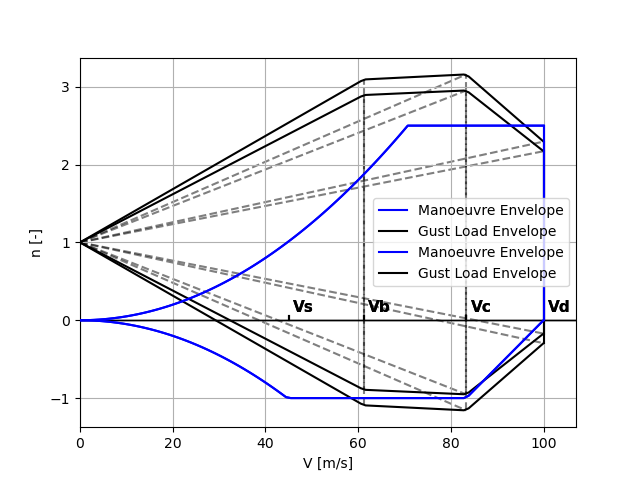 3
2
1
0
−1
n [-]
Manoeuvre Envelope
Gust Load Envelope
Manoeuvre Envelope
Gust Load Envelope
Vs Vb Vc Vd
0 20 40 60 80 100
V [m/s]